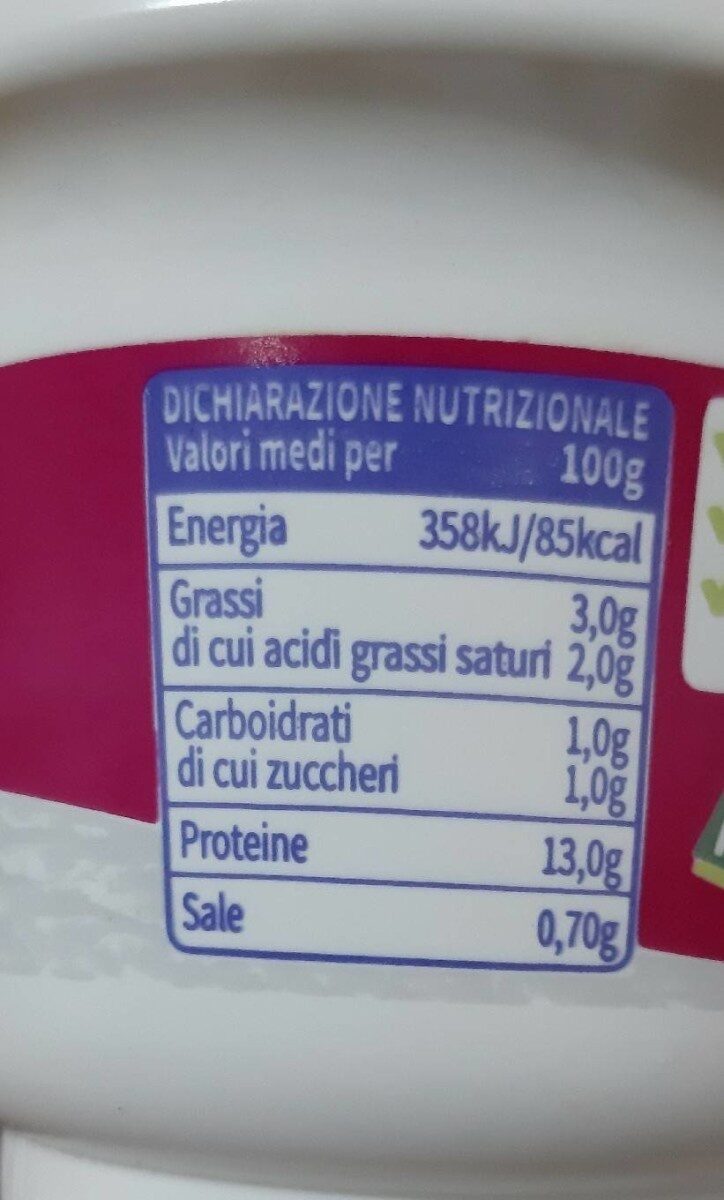 DICHIARAZIONE NUTRIZIONALE
Valori medi per 100g
Energia 358kJ/85kcal
Grassi 3,0g
di cui acidi grassi saturi 2,0g
Carboidrati 1,0g
di cui zuccheri 1,0g
Proteine 13,0g
Sale 0,70g